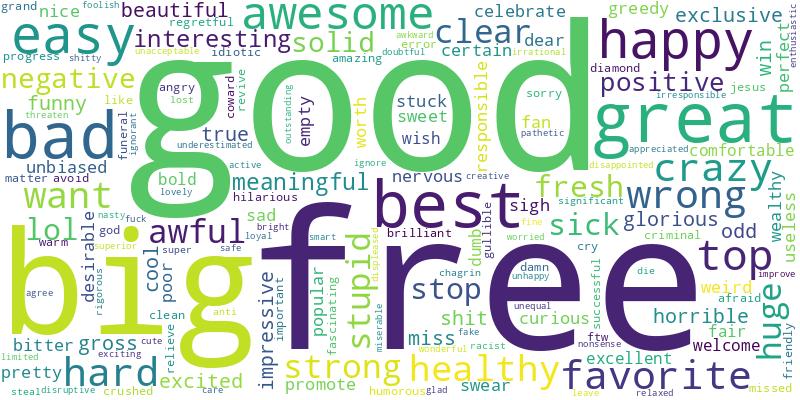 grand
foolish
regretful
nice
beautiful
awesome
celebrate
greedy
exclusive
enthusiastic
easy
interesting
solid
clear
certain
dear
happy
win
perfect
progress
shitty
unacceptable
idiotic
amazing
awkward
error
doubtful
irrational
diamond
negative
angry
lost
coward
revive
good
great
positive
jesus
irresponsible
funny
like
threaten
funeral
ignorant
true
outstanding
empty
worth
stuck
sweet
wish
responsible
sorry
fan
pathetic
bad
underestimated
appreciated
comfortable
unbiased
matter
avoid
bold
lovely
active
ignore
creative
disappointed
crazy
want
meaningful
nervous
fresh
significant
wrong
wealthy
useless
hilarious
best
sigh
glorious
lol
desirable
nasty
fuck
god
superior
warm
awful
sad
bright
loyal
smart
brilliant
gullible
fine
worried
sick
odd
criminal
big
free
top
cool
super
safe
stupid
displeased
dumb
cry
die
improve
agree
rigorous
poor
anti
impressive
important
popular
fascinating
miserable
chagrin
damn
unhappy
stop
unequal
successful
weird
afraid
huge
clean
shit
curious
horrible
bitter
gross
cute
relieve
miss
fake
racist
ftw
nonsense
fair
welcome
friendly
limited
exciting
wonderful
excellent
pretty
hard
excited
strong
healthy
favorite
steal
disruptive
crushed
care
promote
humorous
glad
swear
leave
relaxed
missed